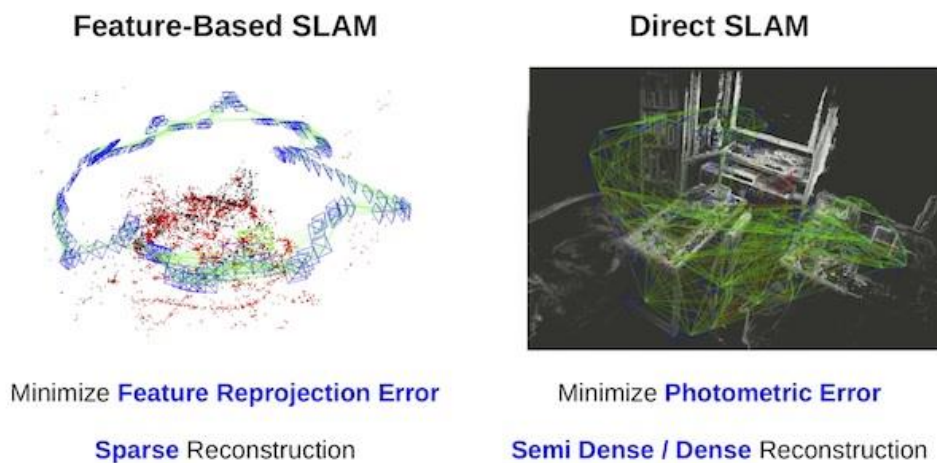 Feature-Based SLAM
Direct SLAM
Minimize Feature Reprojection Error
Minimize Photometric Error
Sparse Reconstruction
Semi Dense / Dense Reconstruction